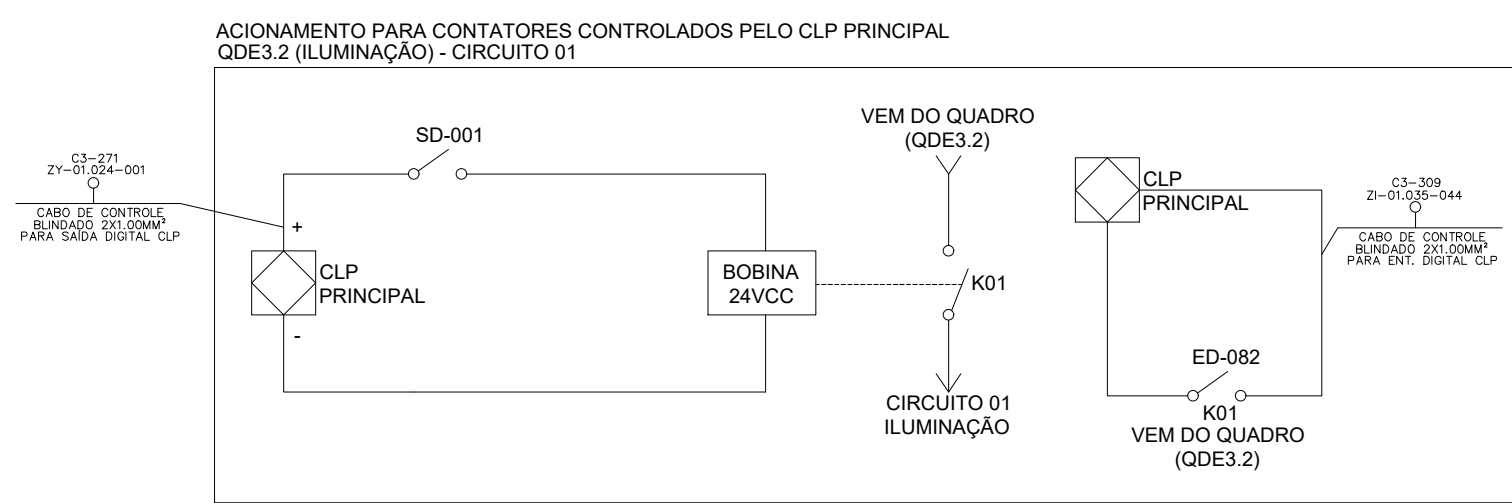 ACIONAMENTO PARA CONTATORES CONTROLADOS PELO CLP PRINCIPAL
QDE3.2 (ILUMINAÇÃO) - CIRCUITO 01
C3-271
ZY-01.024-001
CABO DE CONTROLE
BLINDADO 2X1.00MM²
PARA SAÍDA DIGITAL CLP
SD-001
+
CLP
PRINCIPAL
-
BOBINA
24VCC
VEM DO QUADRO
(QDE3.2)
K01
CIRCUITO 01
ILUMINAÇÃO
CLP
PRINCIPAL
ED-082
K01
VEM DO QUADRO
(QDE3.2)
C3-309
ZI-01.035-044
CABO DE CONTROLE
BLINDADO 2X1.00MM²
PARA ENT. DIGITAL CLP